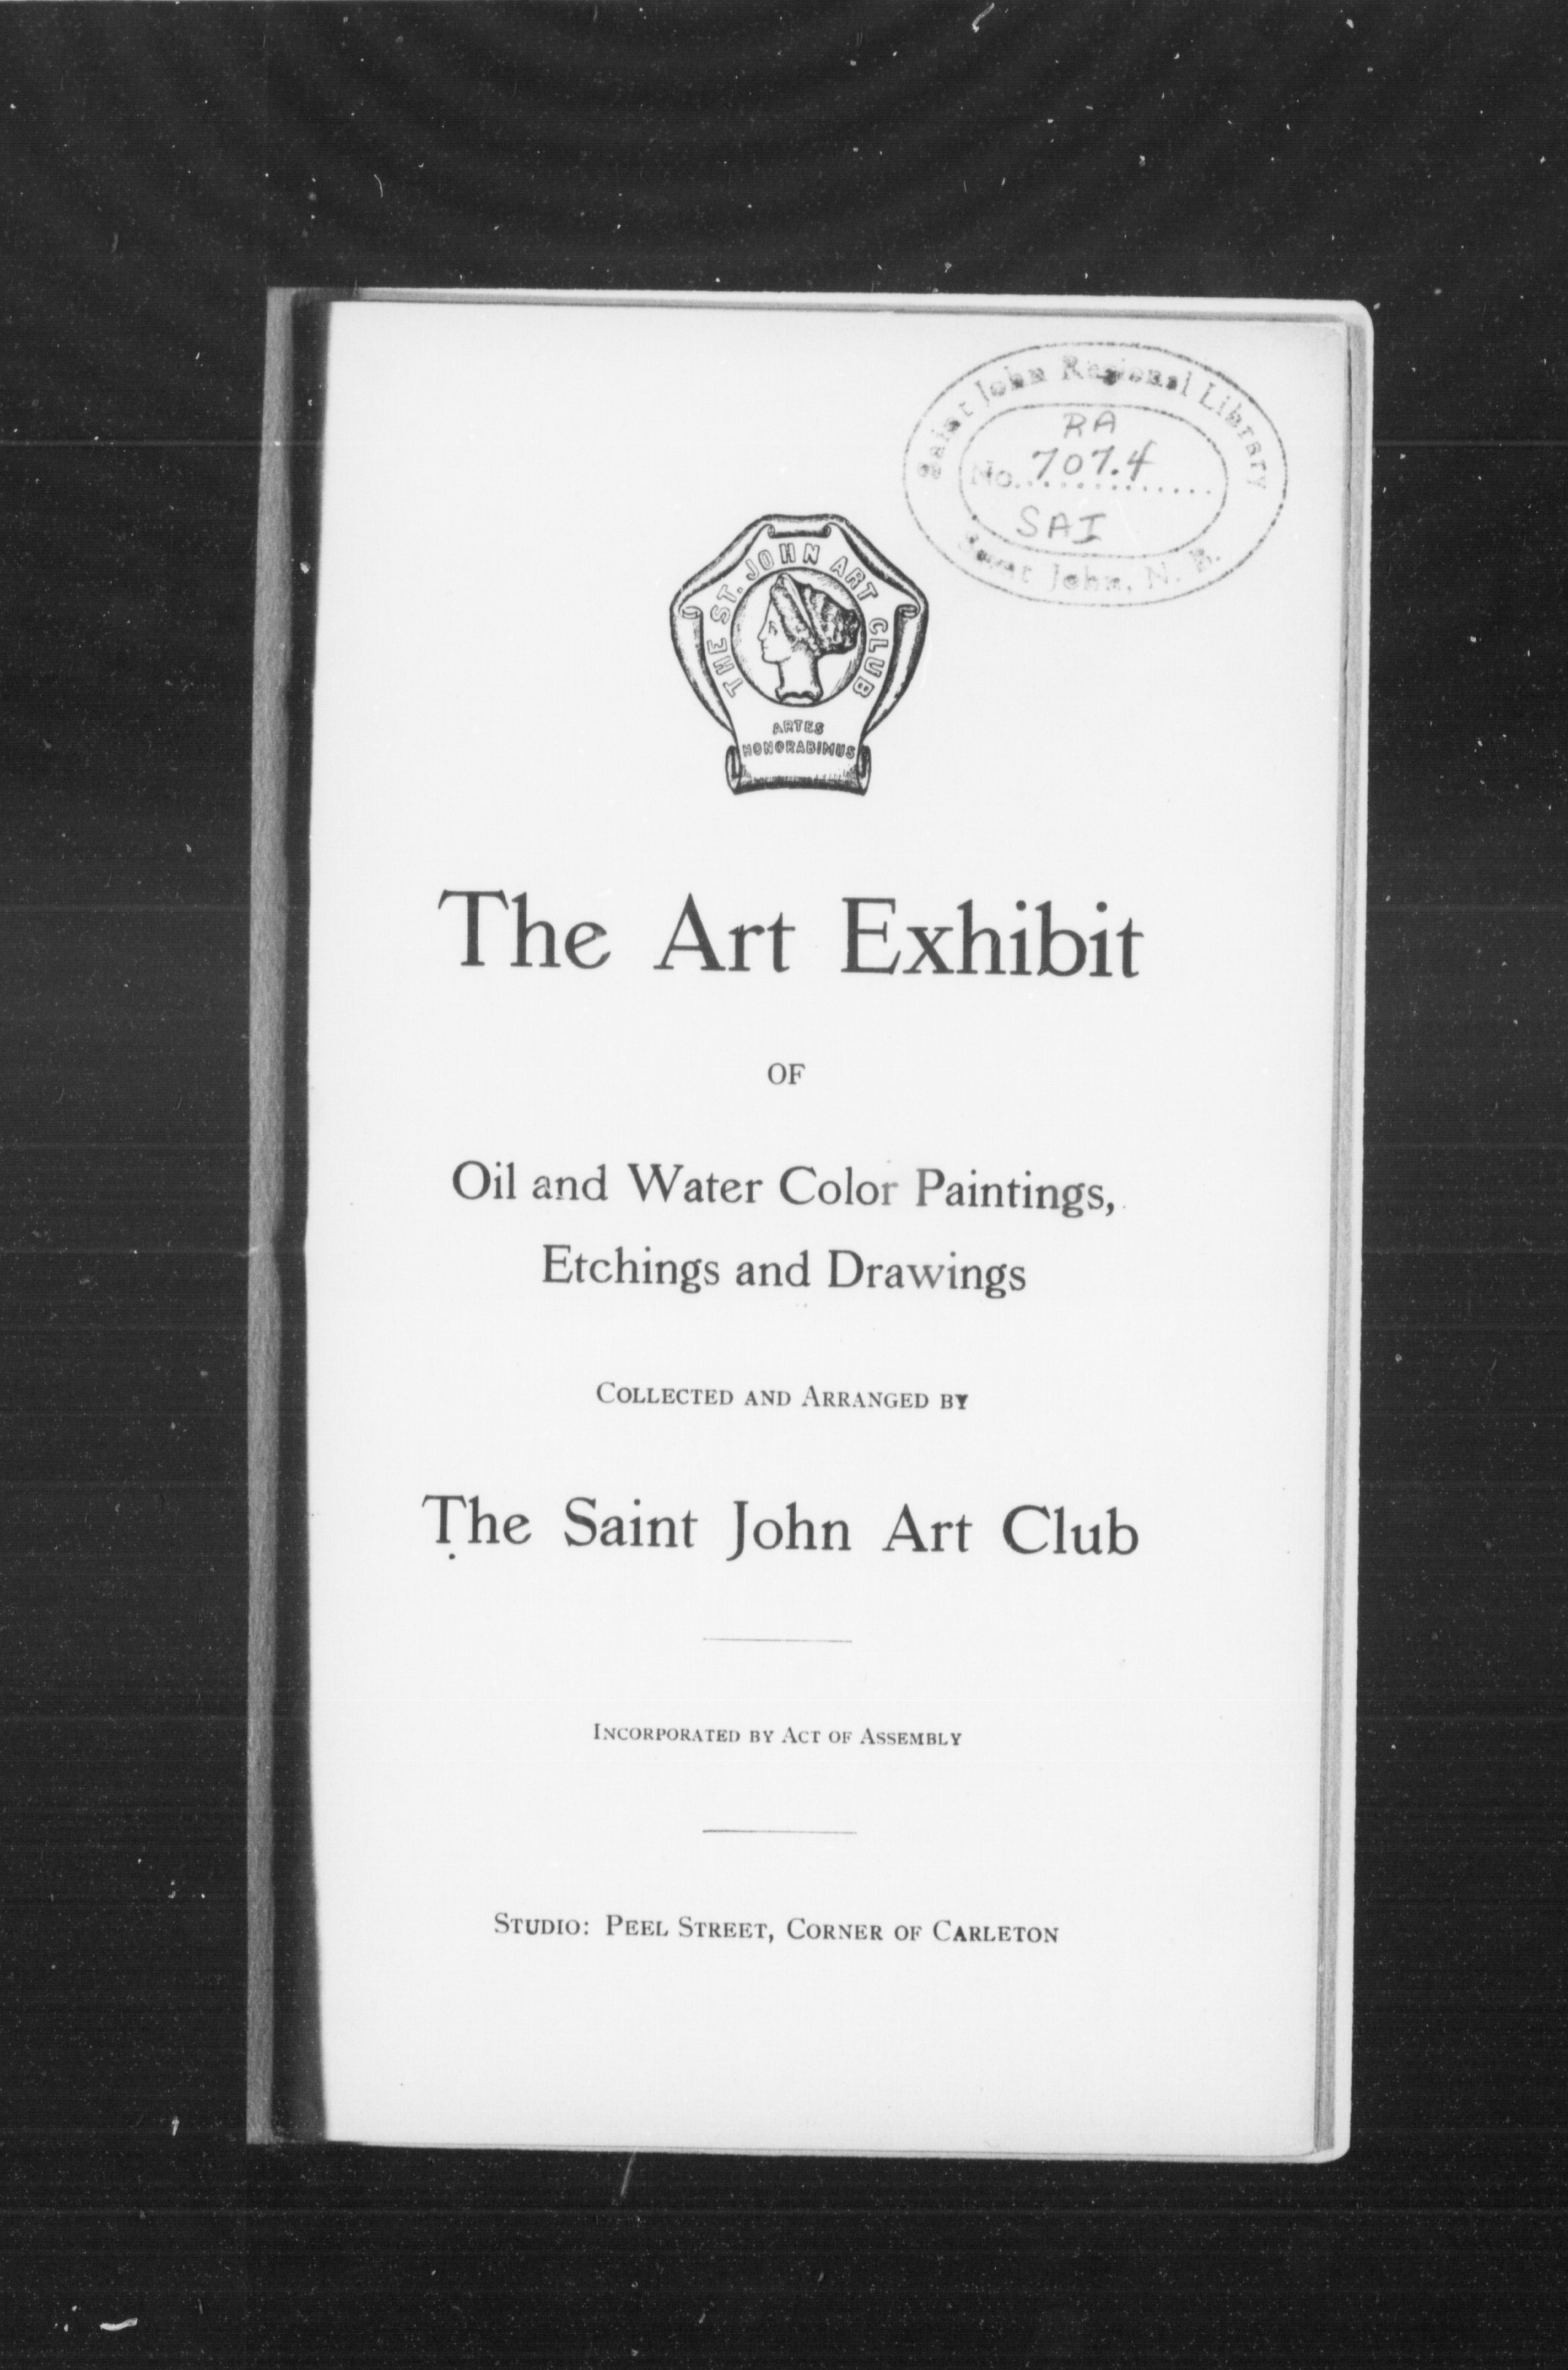 Saint John Regional Library
RA
No. 707.4
SAI
Saint John, N. B.
THE ST. JOHN ART CLUB
ARTES
HONORABIMUS
The Art Exhibit
OF
Oil and Water Color Paintings,
Etchings and Drawings
COLLECTED AND ARRANGED BY
The Saint John Art Club
INCORPORATED BY ACT OF ASSEMBLY
STUDIO: PEEL STREET, CORNER OF CARLETON